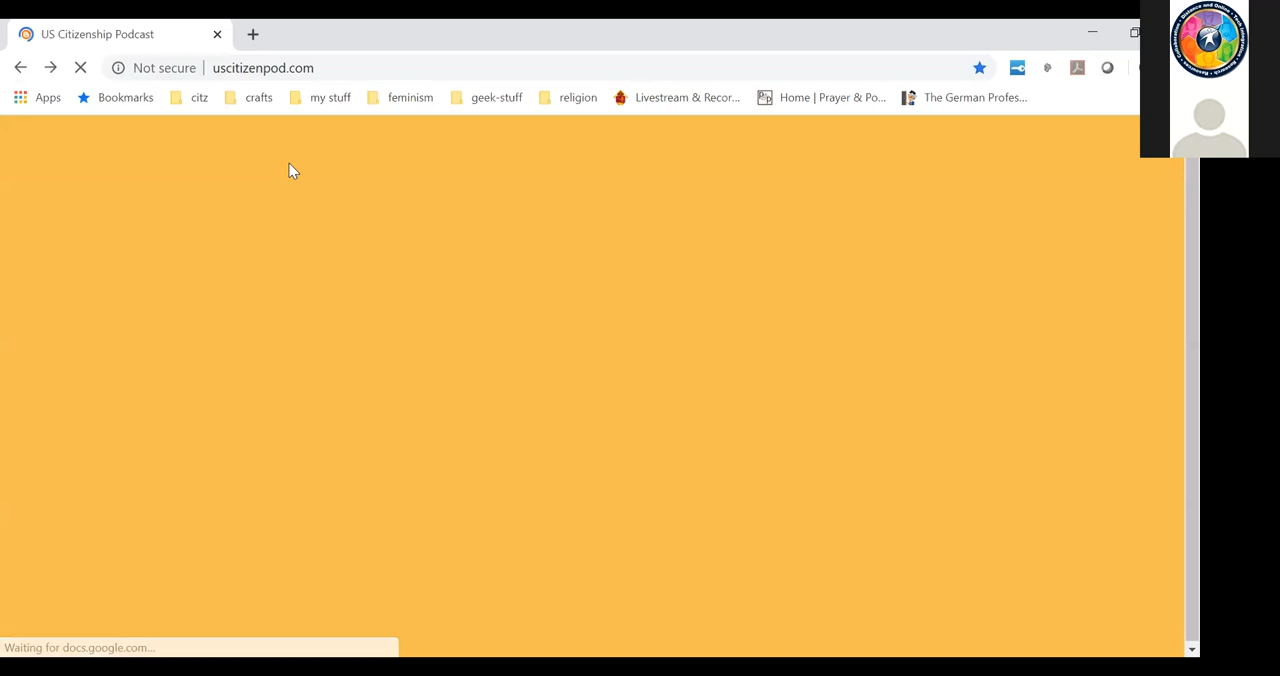 US Citizenship Podcast
Not secure uscitizenpod.com
Apps Bookmarks citz crafts my stuff feminism geek-stuff religion Livestream & Recor... Home | Prayer & Po... The German Profes...
Waiting for docs.google.com...